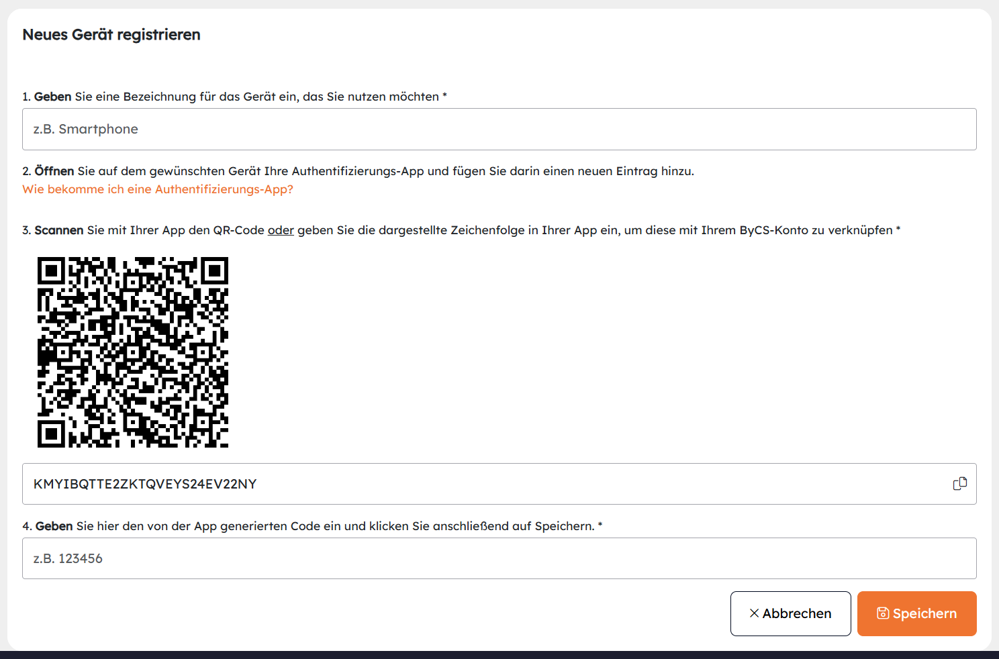 Neues Gerät registrieren
1. Geben Sie eine Bezeichnung für das Gerät ein, das Sie nutzen möchten *
z.B. Smartphone
2. Öffnen Sie auf dem gewünschten Gerät Ihre Authentifizierungs-App und fügen Sie darin einen neuen Eintrag hinzu.
Wie bekomme ich eine Authentifizierungs-App?
3. Scannen Sie mit Ihrer App den QR-Code oder geben Sie die dargestellte Zeichenfolge in Ihrer App ein, um diese mit Ihrem ByCS-Konto zu verknüpfen *
KMYIBQTTE2ZKTQVEYS24EV22NY
4. Geben Sie hier den von der App generierten Code ein und klicken Sie anschließend auf Speichern. *
z.B. 123456
Abbrechen
Speichern